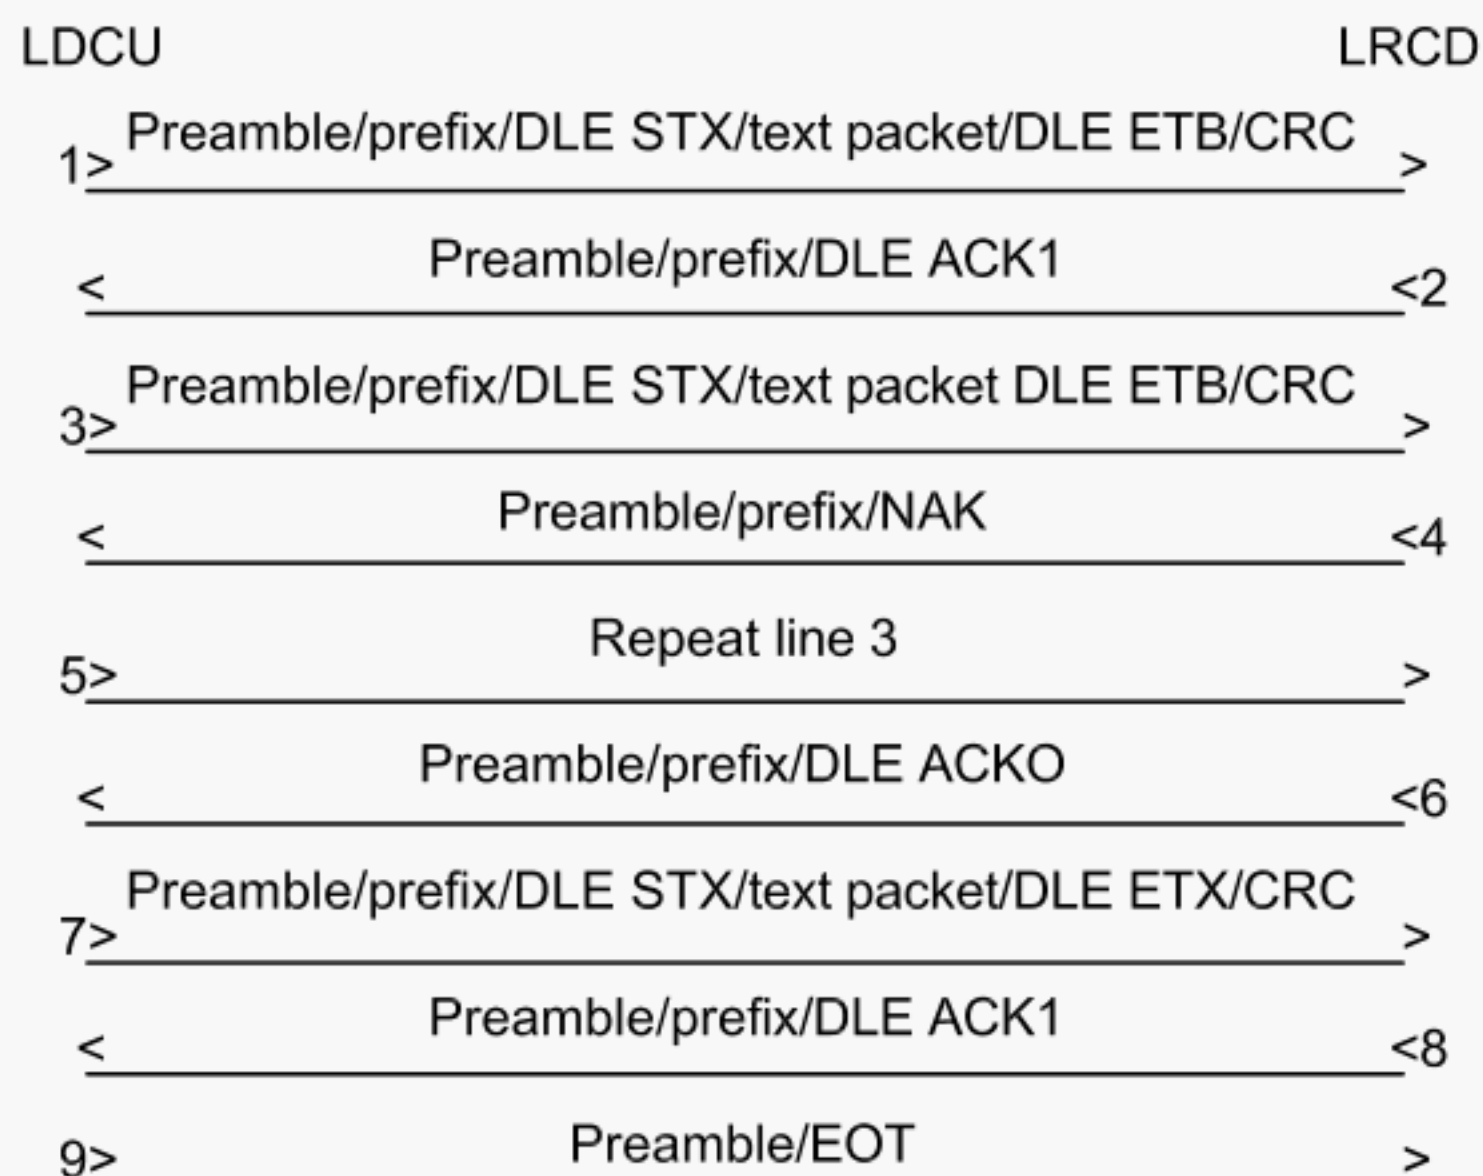 LDCU LRCD
Preamble/prefix/DLE STX/text packet/DLE ETB/CRC
1> >
Preamble/prefix/DLE ACK1
< <2
Preamble/prefix/DLE STX/text packet DLE ETB/CRC
3> >
Preamble/prefix/NAK
< <4
Repeat line 3
5> >
Preamble/prefix/DLE ACKO
< <6
Preamble/prefix/DLE STX/text packet/DLE ETX/CRC
7> >
Preamble/prefix/DLE ACK1
< <8
Preamble/EOT
9> >